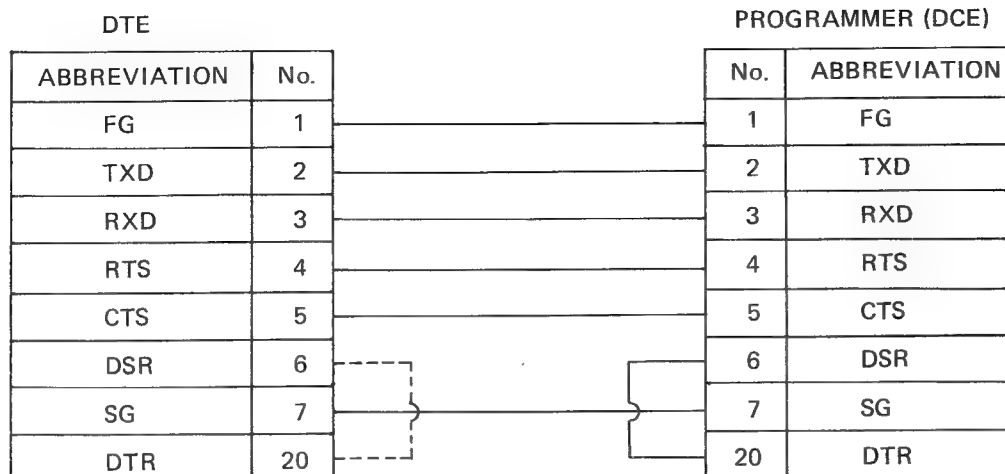 DTE
PROGRAMMER (DCE)
ABBREVIATION No.
No. ABBREVIATION
FG 1
1 FG
TXD 2
2 TXD
RXD 3
3 RXD
RTS 4
4 RTS
CTS 5
5 CTS
DSR 6
6 DSR
SG 7
7 SG
DTR 20
20 DTR